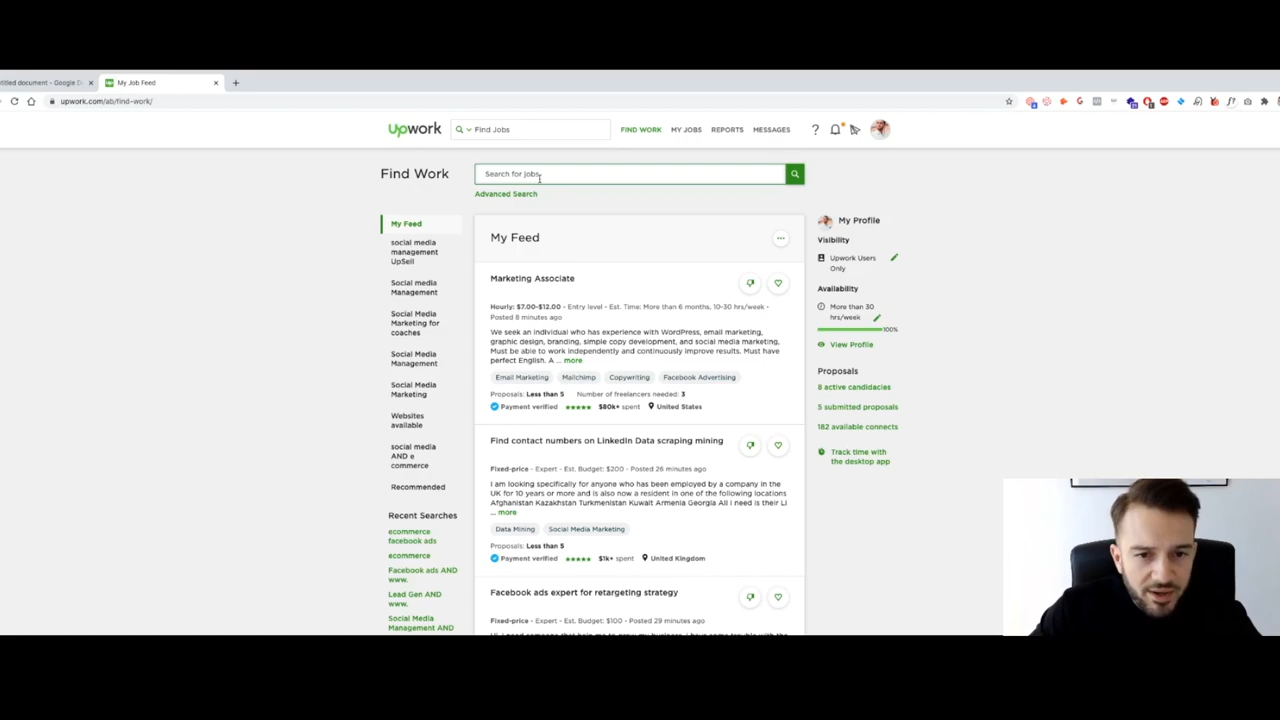 ntitled document - Google D
My Job Feed
upwork.com/ab/find-work/
Upwork
Find Jobs
FIND WORK
MY JOBS
REPORTS
MESSAGES
Find Work
Search for jobs
Advanced Search
My Feed
social media
management
UpSell
Social media
Management
Social Media
Marketing for
coaches
Social Media
Management
Social Media
Marketing
Websites
available
social media
AND e
commerce
Recommended
Recent Searches
ecommerce
facebook ads
ecommerce
Facebook ads AND
www.
Lead Gen AND
www.
Social Media
Management AND
My Feed
Marketing Associate
Hourly: $7.00-$12.00 - Entry level - Est. Time: More than 6 months, 10-30 hrs/week -
Posted 8 minutes ago
We seek an individual who has experience with WordPress, email marketing,
graphic design, branding, simple copy development, and social media marketing,
Must be able to work independently and continuously improve results. Must have
perfect English. A ... more
Email Marketing
Mailchimp
Copywriting
Facebook Advertising
Proposals: Less than 5 Number of freelancers needed: 3
Payment verified $80k+ spent United States
Find contact numbers on LinkedIn Data scraping mining
Fixed-price - Expert - Est. Budget: $200 - Posted 26 minutes ago
I am looking specifically for anyone who has been employed by a company in the
UK for 10 years or more and is also now a resident in one of the following locations
Afghanistan Kazakhstan Turkmenistan Kuwait Armenia Georgia All i need is their Li
... more
Data Mining
Social Media Marketing
Proposals: Less than 5
Payment verified $1k+ spent United Kingdom
Facebook ads expert for retargeting strategy
Fixed-price - Expert - Est. Budget: $100 - Posted 29 minutes ago
My Profile
Visibility
Upwork Users
Only
Availability
More than 30
hrs/week
100%
View Profile
Proposals
8 active candidacies
5 submitted proposals
182 available connects
Track time with
the desktop app